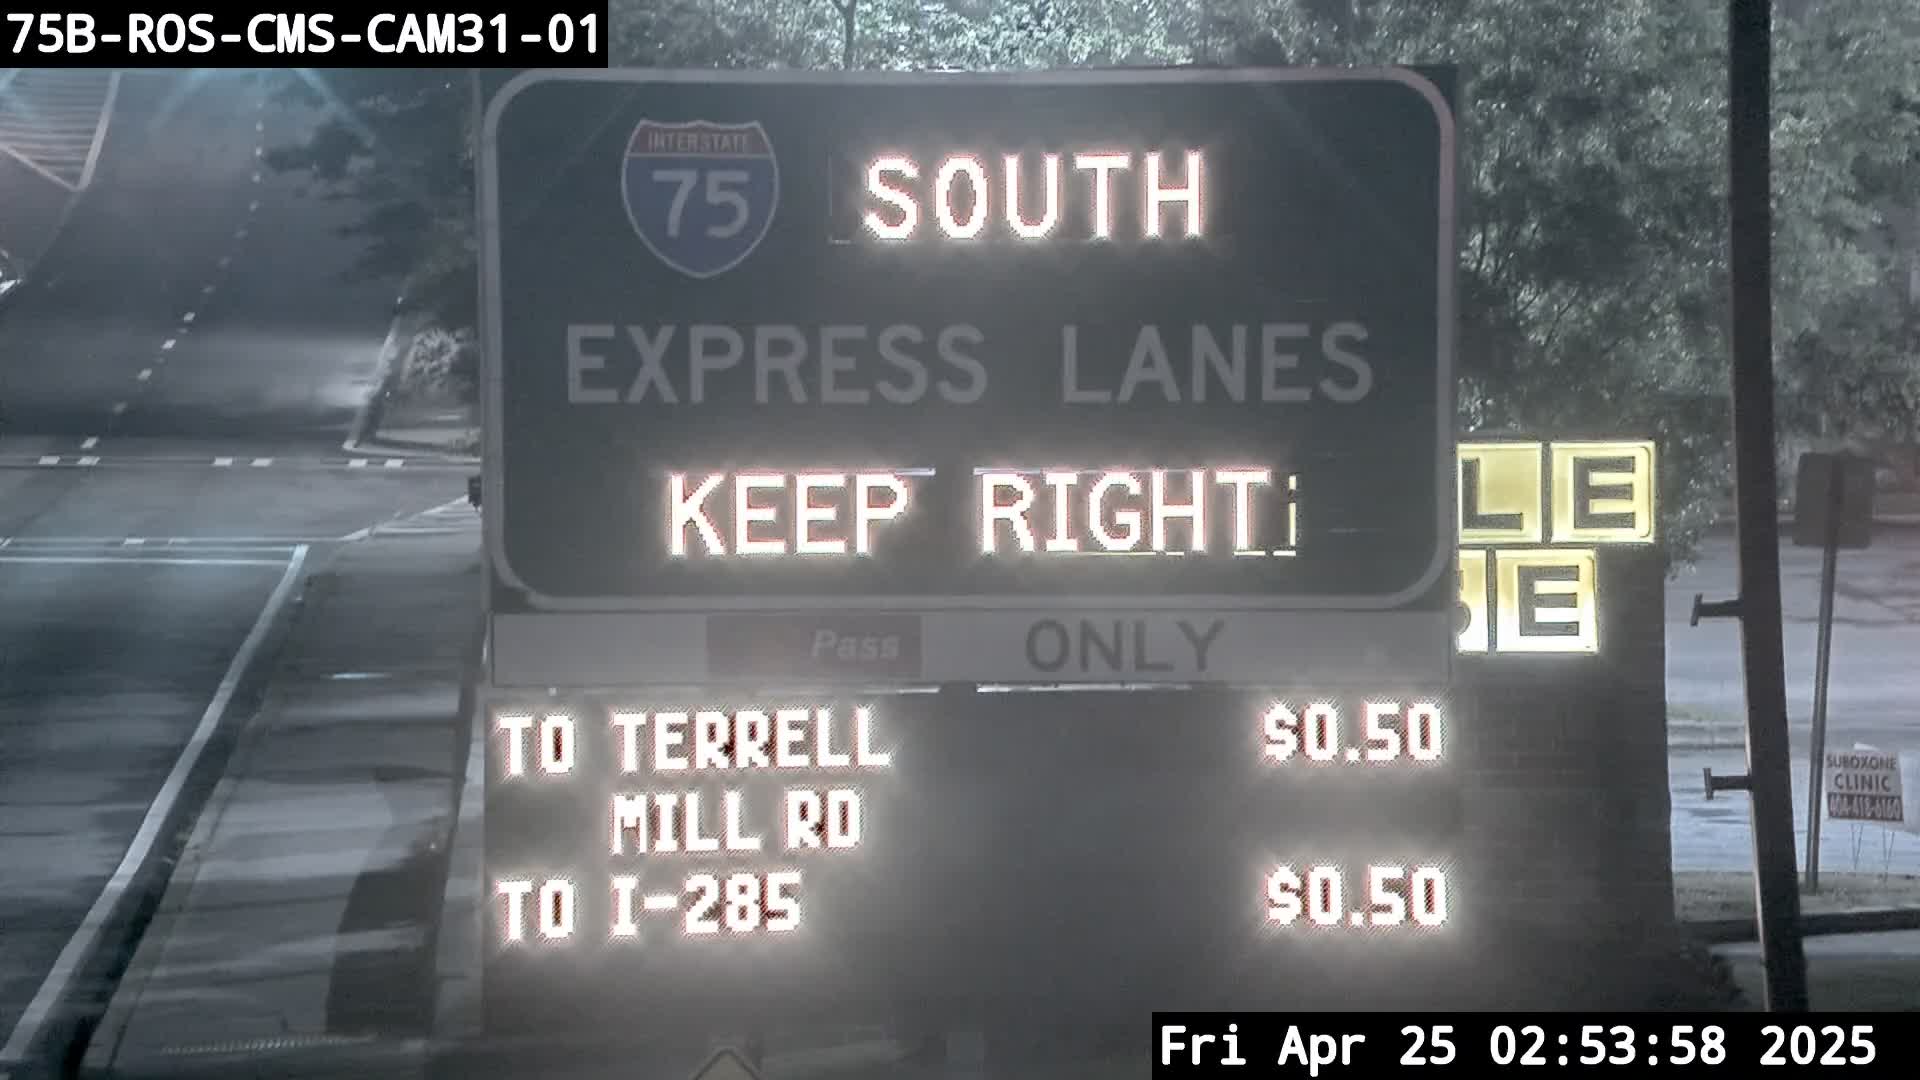 75B-ROS-CMS-CAM31-01
INTERSTATE
75
SOUTH
EXPRESS LANES
KEEP RIGHT
Pass ONLY
TO TERRELL $0.50
MILL RD
TO I-285 $0.50
LE
E
SUBOXONE
CLINIC
Fri Apr 25 02:53:58 2025